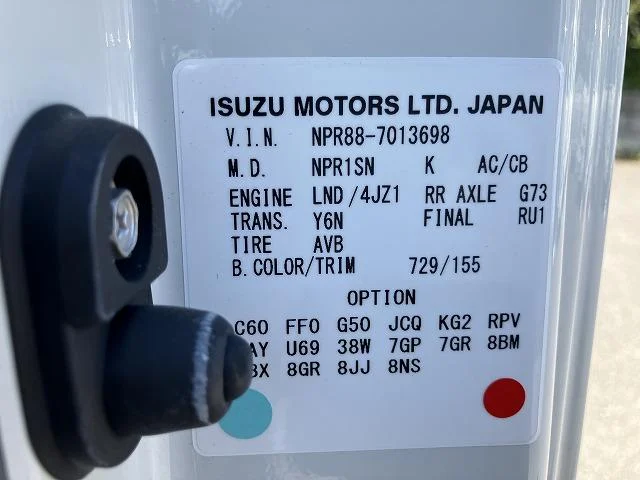 ISUZU MOTORS LTD. JAPAN
V.I.N. NPR88-7013698
M.D. NPR1SN K AC/CB
ENGINE LND/4JZ1 RR AXLE G73
TRANS. Y6N FINAL RU1
TIRE AVB
B.COLOR/TRIM 729/155
OPTION
C60 FF0 G50 JCQ KG2 RPV
U69 38W 7GP 7GR 8BM
8GR 8JJ 8NS